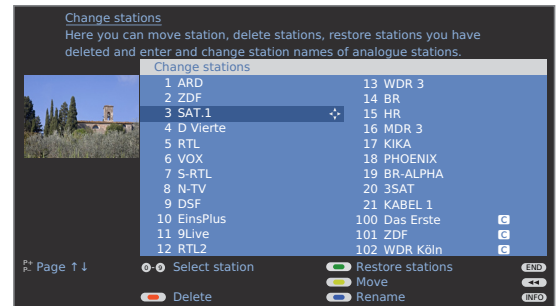 Change stations
Here you can move station, delete stations, restore stations you have
deleted and enter and change station names of analogue stations.
Change stations
1 ARD
2 ZDF
3 SAT.1
4 D Vierte
5 RTL
6 VOX
7 S-RTL
8 N-TV
9 DSF
10 EinsPlus
11 9Live
12 RTL2
13 WDR 3
14 BR
15 HR
16 MDR 3
17 KIKA
18 PHOENIX
19 BR-ALPHA
20 3SAT
21 KABEL 1
100 Das Erste C
101 ZDF C
102 WDR Köln C
P+
P- Page ↑↓
0-9 Select station
Restore stations
END
Move
Delete
Rename
INFO